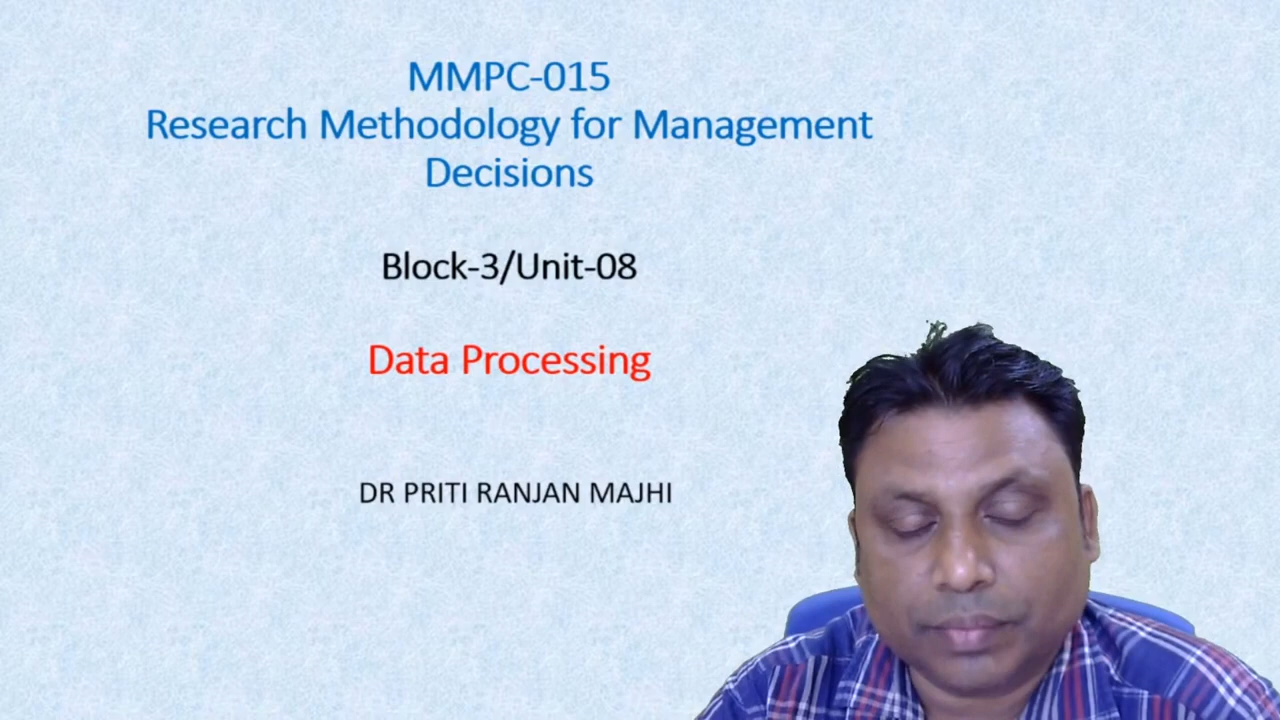 MMPC-015
Research Methodology for Management
Decisions
Block-3/Unit-08
Data Processing
DR PRITI RANJAN MAJHI